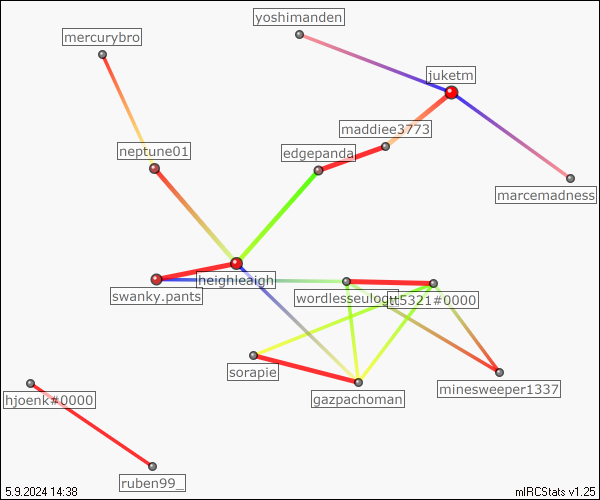 yoshimanden
mercurybro
juketm
maddiee3773
neptune01
edgepanda
marcemadness
heighleaigh
swanky.pants
tt5321#0000
sorapie
minesweeper1337
hjoenk#0000
gazpachoman
ruben99_
5.9.2024 14:38
mIRCStats v1.25